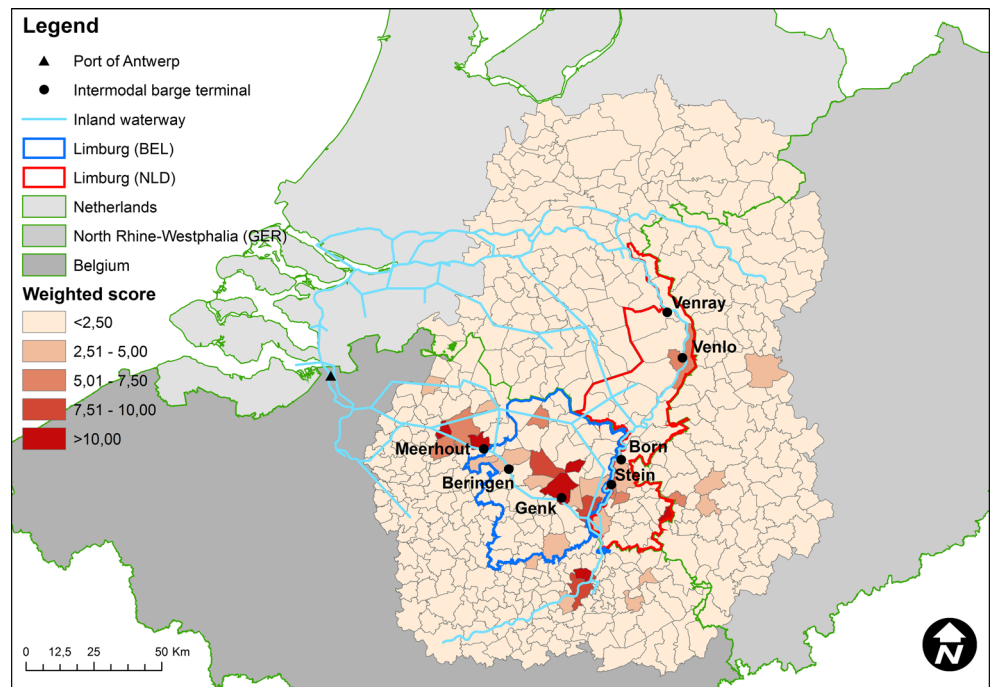 Legend
Port of Antwerp
Intermodal barge terminal
Inland waterway
Limburg (BEL)
Limburg (NLD)
Netherlands
North Rhine-Westphalia (GER)
Belgium
Weighted score
<2,50
2,51 - 5,00
5,01 - 7,50
7,51 - 10,00
>10,00
Venray
Venlo
Meerhout
Born
Beringen
Stein
Genk
0 12,5 25 50 Km
N